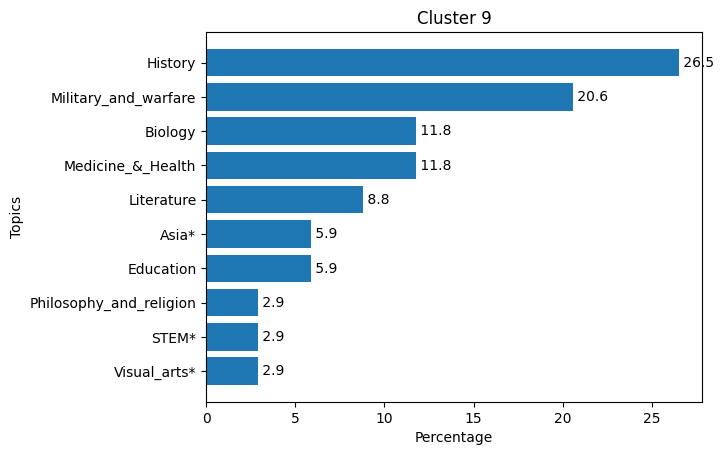 Cluster 9
Topics
History 26.5
Military_and_warfare 20.6
Biology 11.8
Medicine_&_Health 11.8
Literature 8.8
Asia* 5.9
Education 5.9
Philosophy_and_religion 2.9
STEM* 2.9
Visual_arts* 2.9
0 5 10 15 20 25
Percentage